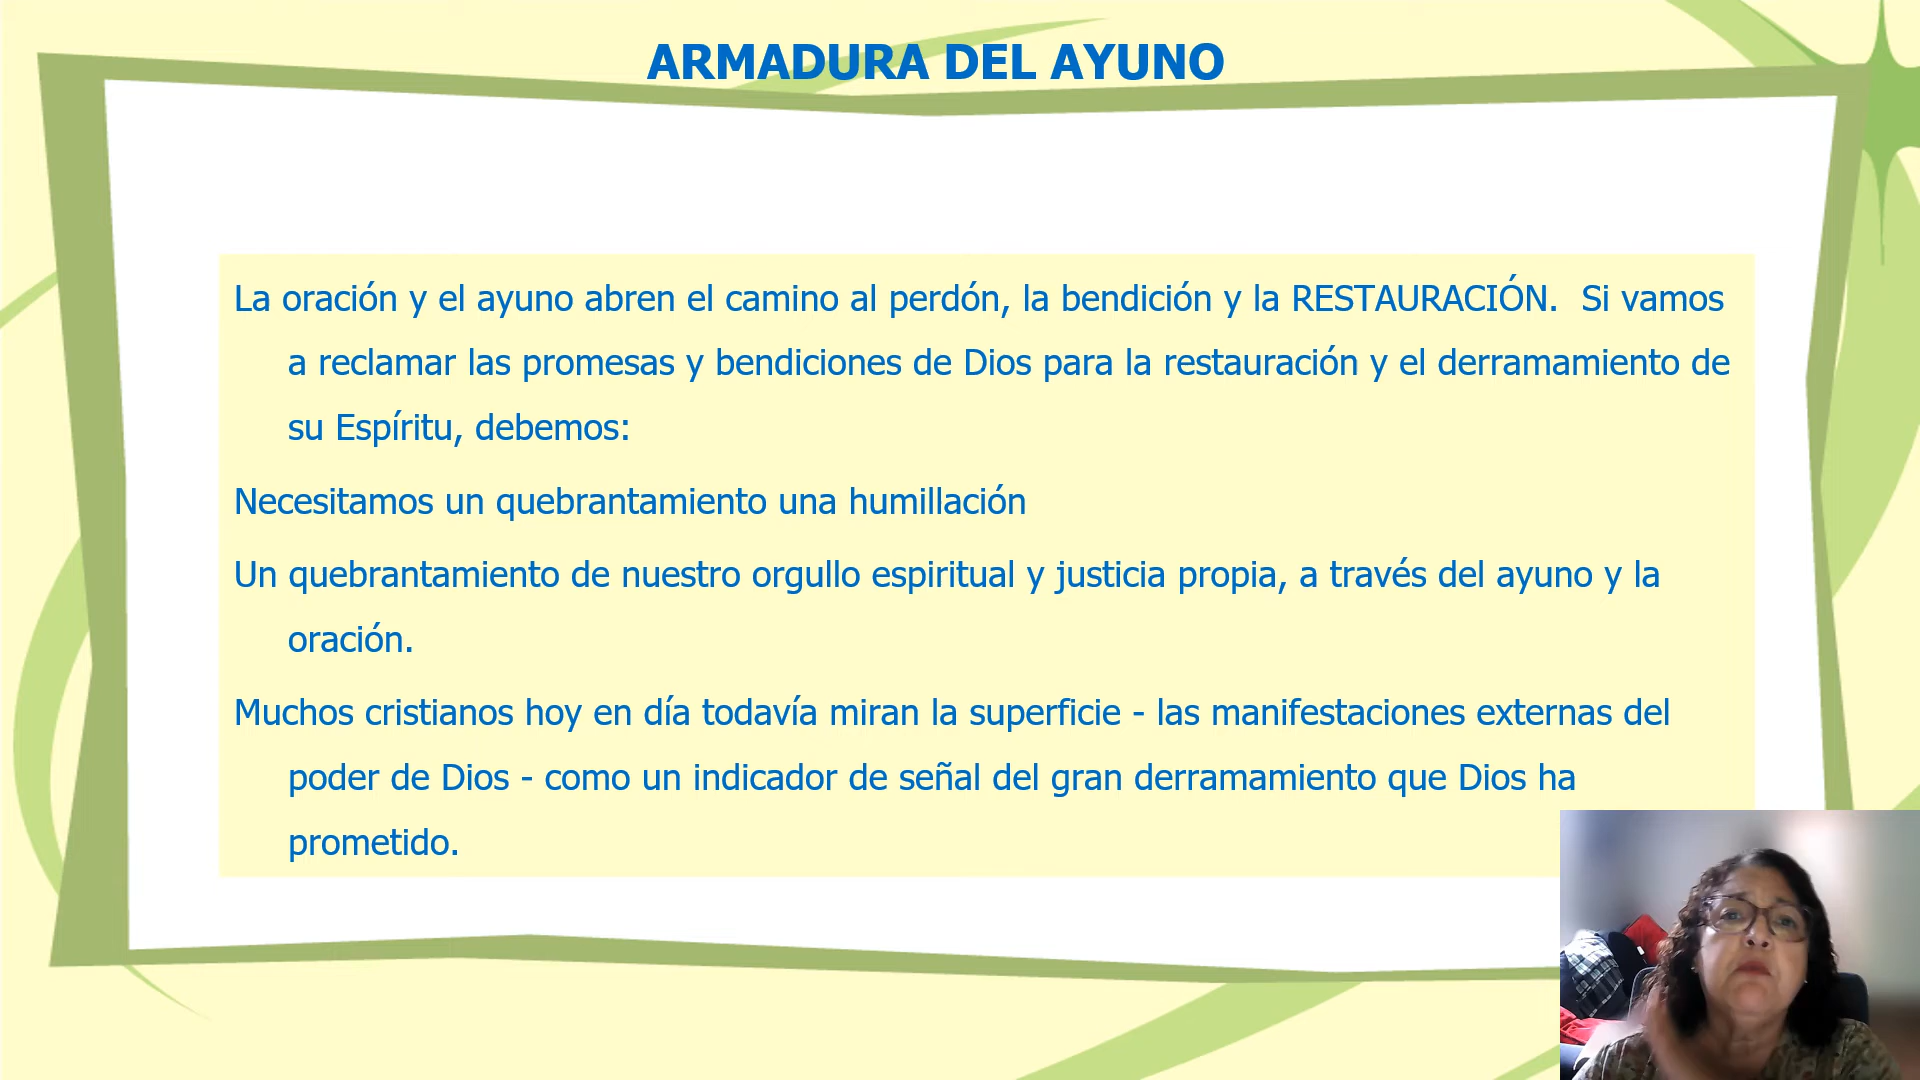 ARMADURA DEL AYUNO
La oración y el ayuno abren el camino al perdón, la bendición y la RESTAURACIÓN.  Si vamos
a reclamar las promesas y bendiciones de Dios para la restauración y el derramamiento de
su Espíritu, debemos:
Necesitamos un quebrantamiento una humillación
Un quebrantamiento de nuestro orgullo espiritual y justicia propia, a través del ayuno y la
oración.
Muchos cristianos hoy en día todavía miran la superficie - las manifestaciones externas del
poder de Dios - como un indicador de señal del gran derramamiento que Dios ha
prometido.